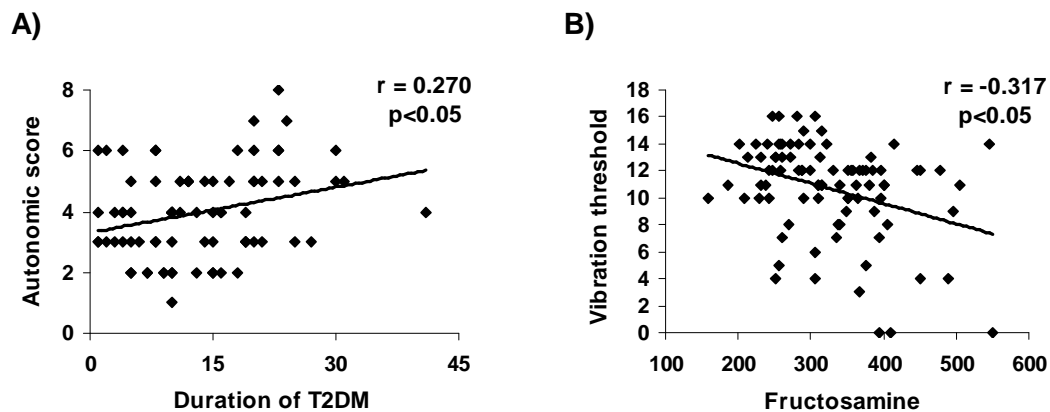 A)
r = 0.270
p<0.05
Autonomic score
8
6
4
2
0
0 15 30 45
Duration of T2DM
B)
r = -0.317
p<0.05
Vibration threshold
18
16
14
12
10
8
6
4
2
0
100 200 300 400 500 600
Fructosamine